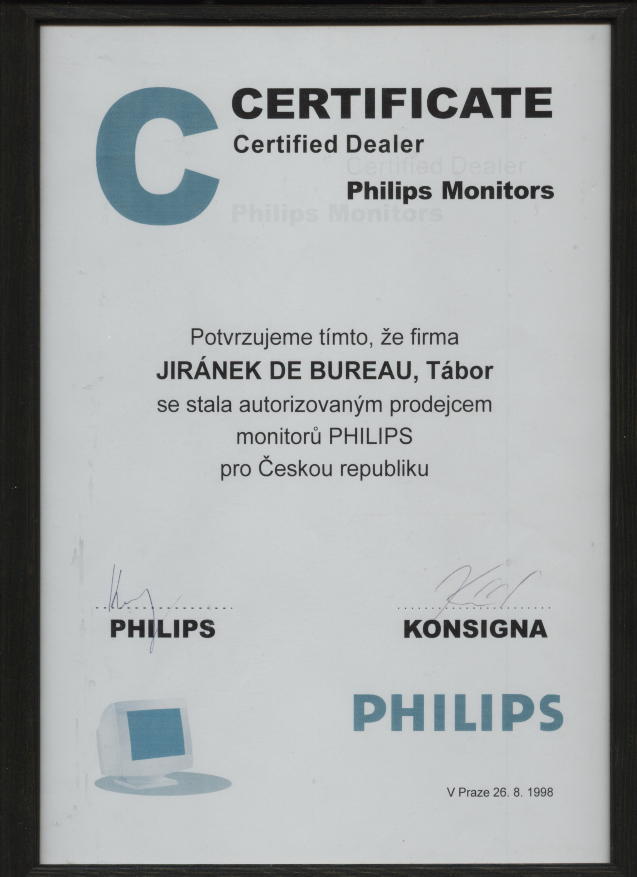 C CERTIFICATE
Certified Dealer
Certified Dealer
Philips Monitors
Philips Monitors
Potvrzujeme tímto, že firma
JIRÁNEK DE BUREAU, Tábor
se stala autorizovaným prodejcem
monitorů PHILIPS
pro Českou republiku
PHILIPS KONSIGNA
PHILIPS
V Praze 26. 8. 1998